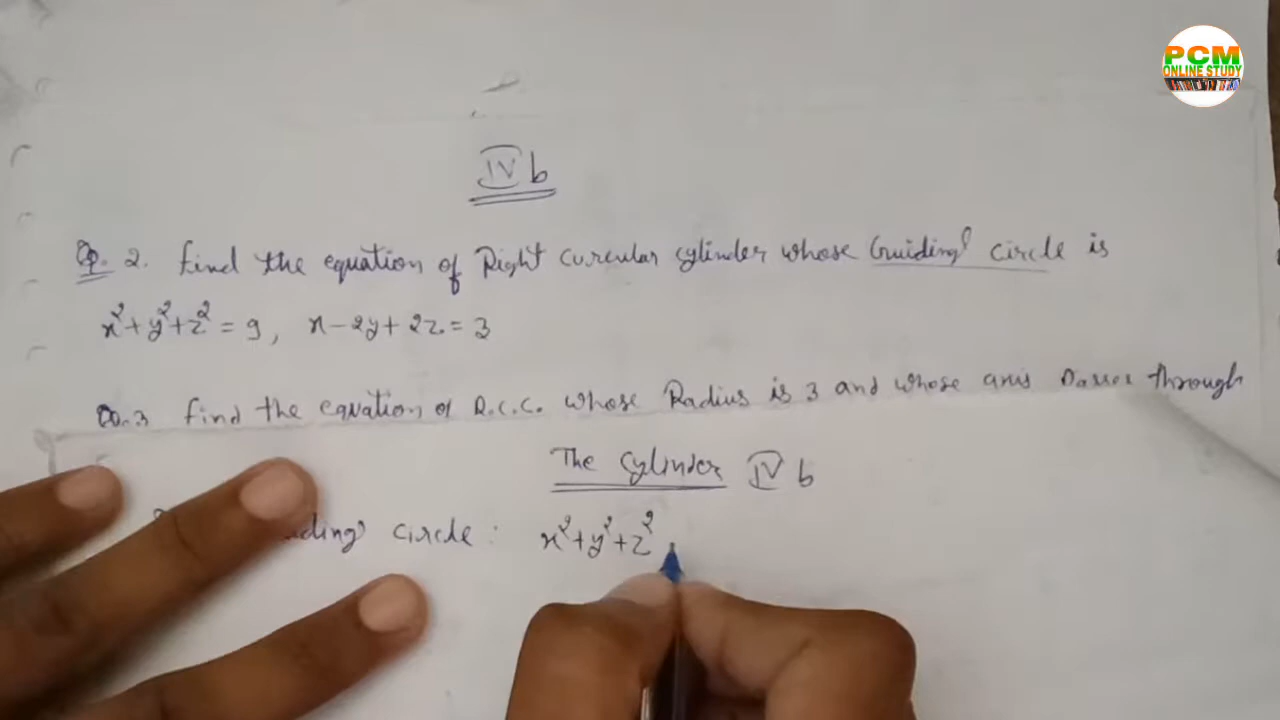 PCM
ONLINE STUDY
IV b
Q. 2. Find the equation of Right curcular cylinder whose Guiding circle is
x²+y²+z² = 9, x-2y+2z = 3
Q.3 Find the equation of R.C.C. whose Radius is 3 and whose axis Passes through
The Cylinder IV b
circle : x²+y²+z²